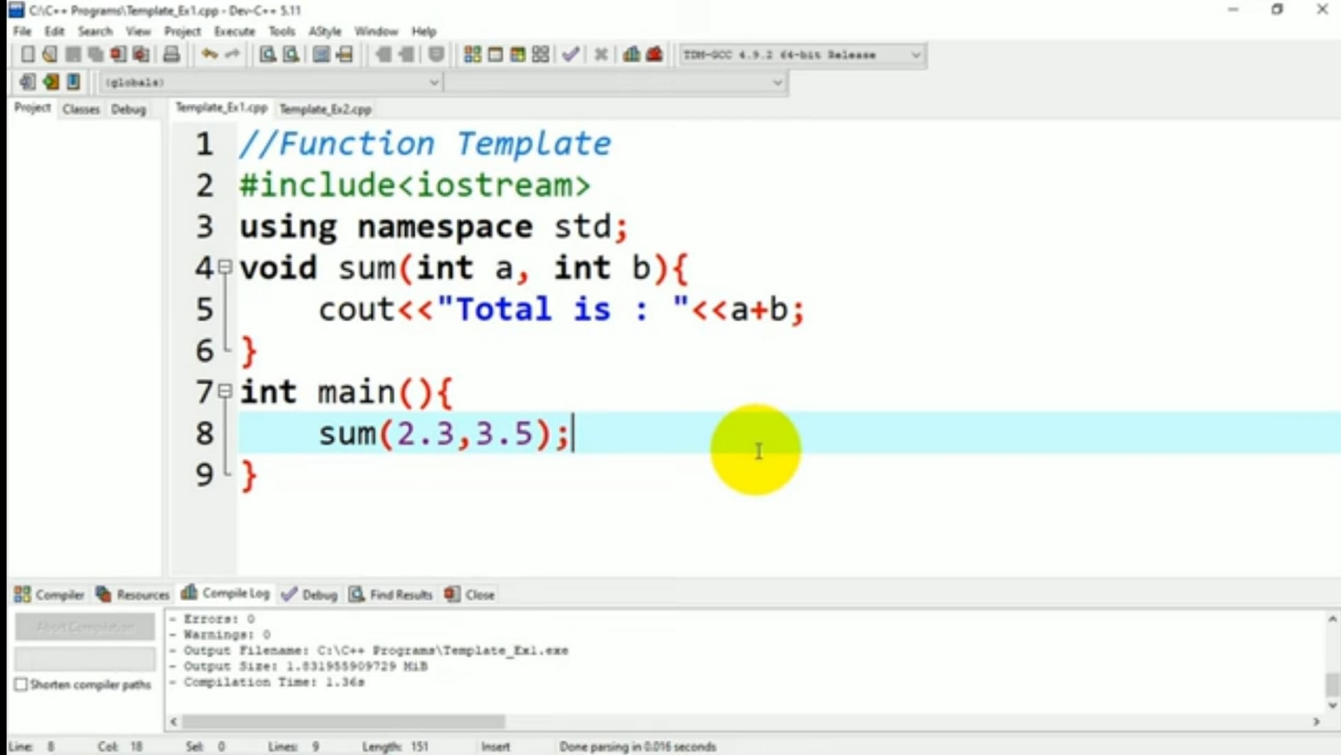 C:\C++ Programs\Template_Ex1.cpp - Dev-C++ 5.11
File Edit Search View Project Execute Tools AStyle Window Help
TDM-GCC 4.9.2 64-bit Release
(globals)
Project Classes Debug Template_Ex1.cpp Template_Ex2.cpp
1 //Function Template
2 #include<iostream>
3 using namespace std;
4 void sum(int a, int b){
5 cout<<"Total is : "<<a+b;
6 }
7 int main(){
8 sum(2.3,3.5);
9 }
Compiler Resources Compile Log Debug Find Results Close
Abort Compilation
- Errors: 0
- Warnings: 0
- Output Filename: C:\C++ Programs\Template_Ex1.exe
- Output Size: 1.831955909729 MiB
- Compilation Time: 1.36s
Shorten compiler paths
Line: 8 Col: 18 Sel: 0 Lines: 9 Length: 151 Insert Done parsing in 0.016 seconds